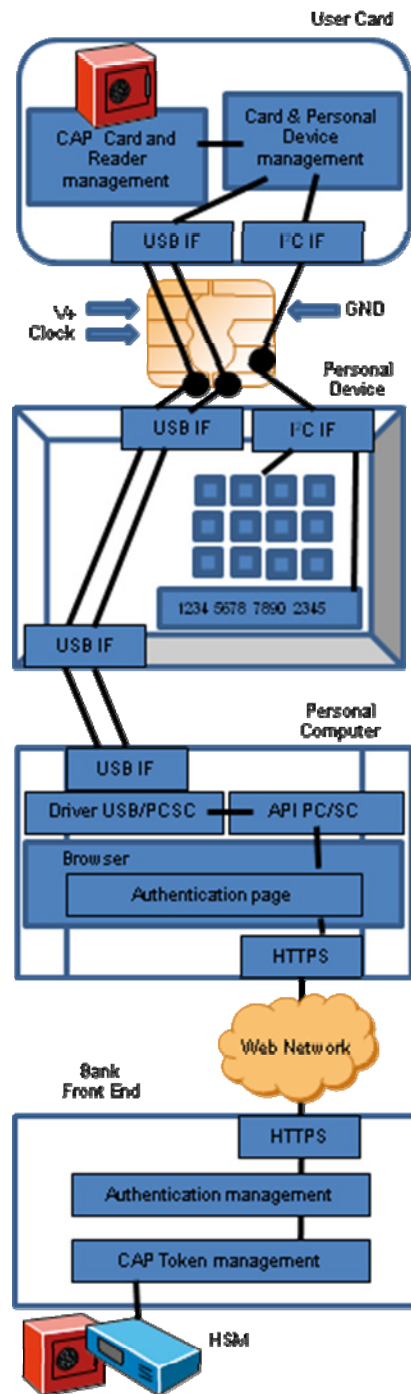 User Card
CAP Card and
Reader
management
Card & Personal
Device
management
USB IF
I²C IF
V+
Clock
GND
Personal
Device
USB IF
I²C IF
1234 5678 7890 2345
USB IF
Personal
Computer
USB IF
Driver USB/PCSC
API PC/SC
Browser
Authentication page
HTTPS
Web Network
Bank
Front End
HTTPS
Authentication management
CAP Token management
HSM